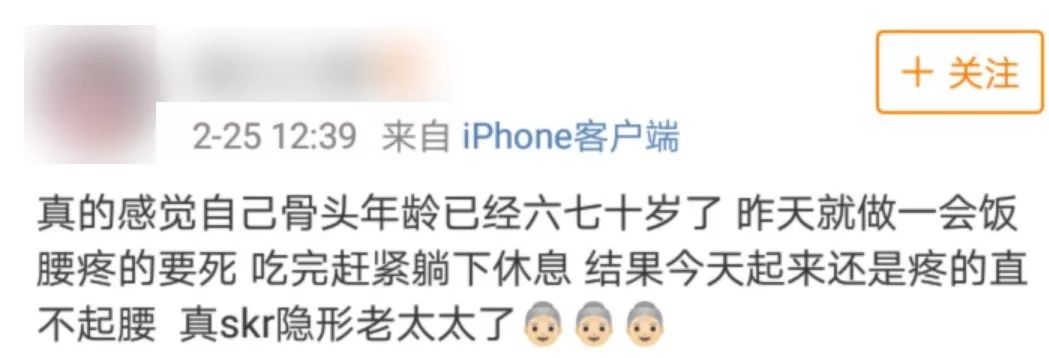 + 关注
2-25 12:39 来自 iPhone客户端
真的感觉自己骨头年龄已经六七十岁了 昨天就做一会饭
腰疼的要死 吃完赶紧躺下休息 结果今天起来还是疼的直
不起腰 真skr隐形老太太了👵🏼👵🏼👵🏼